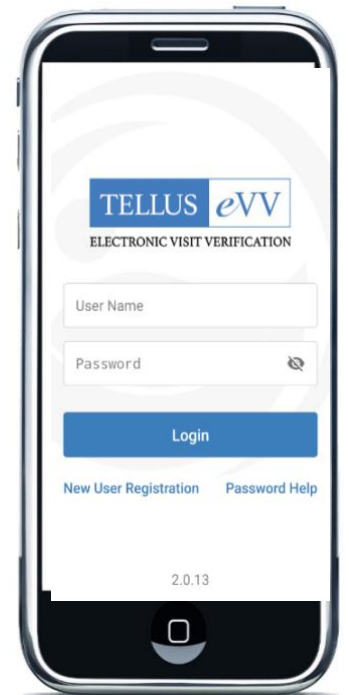 TELLUS eVV
ELECTRONIC VISIT VERIFICATION
User Name
Password
Login
New User Registration Password Help
2.0.13